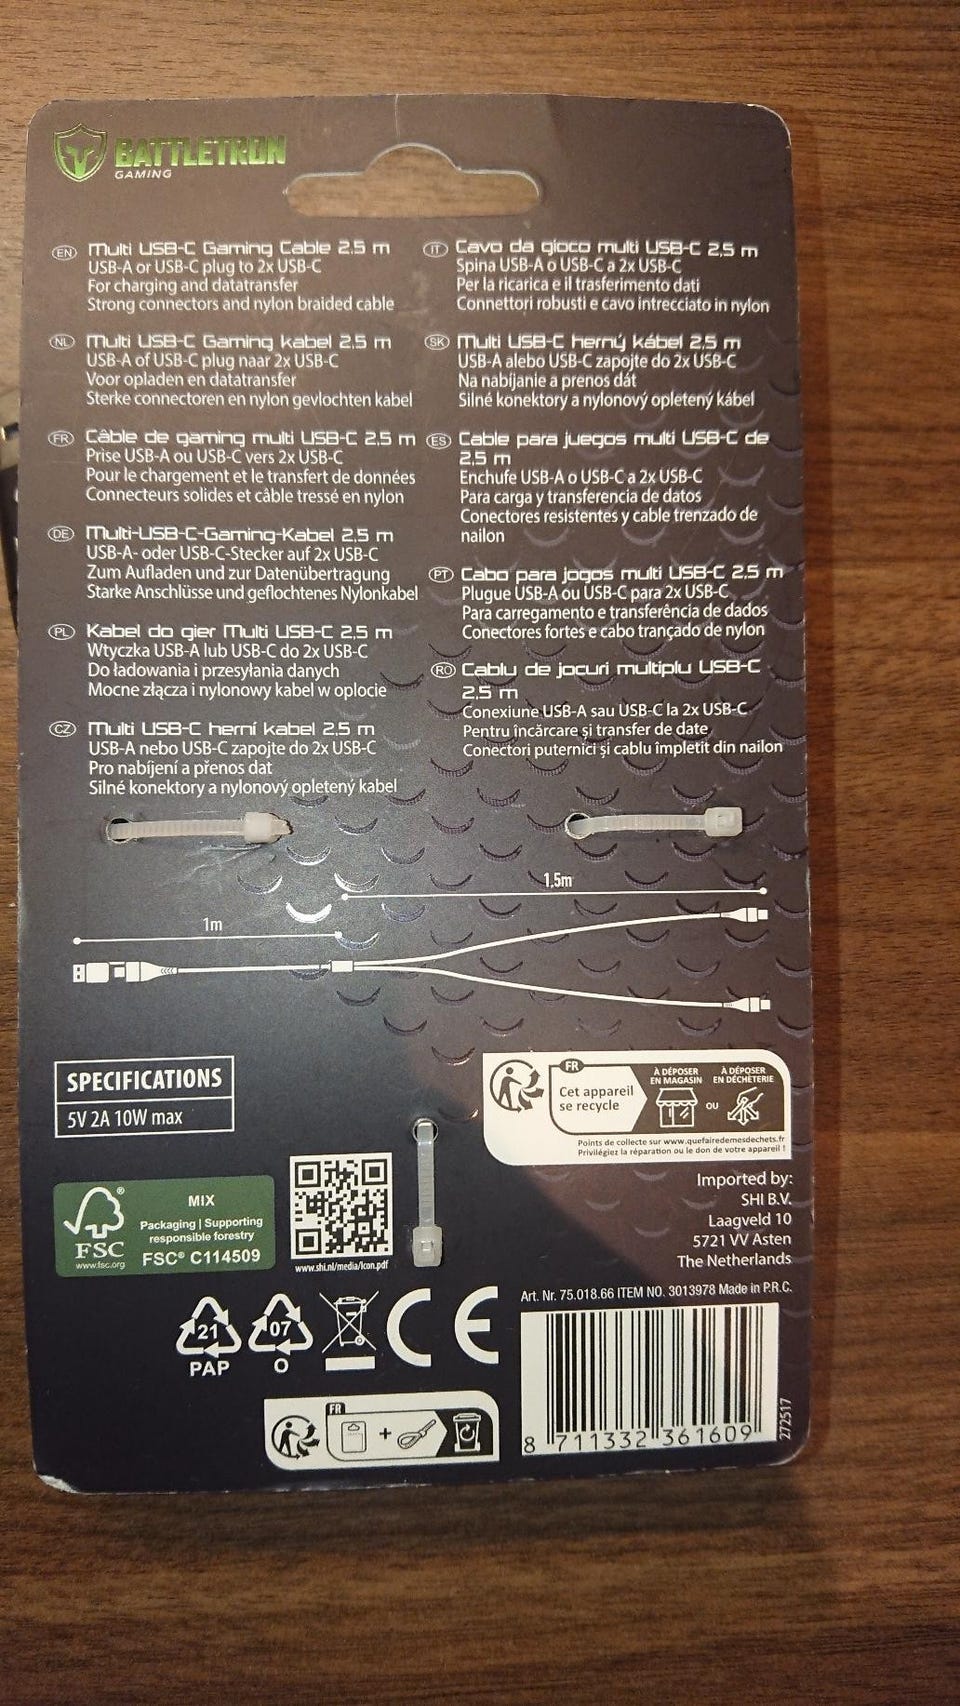 BATTLETRON
GAMING
EN Multi USB-C Gaming Cable 2.5 m
USB-A or USB-C plug to 2x USB-C
For charging and datatransfer
Strong connectors and nylon braided cable
NL Multi USB-C Gaming kabel 2,5 m
USB-A of USB-C plug naar 2x USB-C
Voor opladen en datatransfer
Sterke connectoren en nylon gevlochten kabel
FR Câble de gaming multi USB-C 2,5 m
Prise USB-A ou USB-C vers 2x USB-C
Pour le chargement et le transfert de données
Connecteurs solides et câble tressé en nylon
DE Multi-USB-C-Gaming-Kabel 2,5 m
USB-A- oder USB-C-Stecker auf 2x USB-C
Zum Aufladen und zur Datenübertragung
Starke Anschlüsse und geflochtenes Nylonkabel
PL Kabel do gier Multi USB-C 2,5 m
Wtyczka USB-A lub USB-C do 2x USB-C
Do ładowania i przesyłania danych
Mocne złącza i nylonowy kabel w oplocie
CZ Multi USB-C herní kabel 2,5 m
USB-A nebo USB-C zapojte do 2x USB-C
Pro nabíjení a přenos dat
Silné konektory a nylonový opletený kabel
IT Cavo da gioco multi USB-C 2,5 m
Spina USB-A o USB-C a 2x USB-C
Per la ricarica e il trasferimento dati
Connettori robusti e cavo intrecciato in nylon
SK Multi USB-C herný kábel 2,5 m
USB-A alebo USB-C zapojte do 2x USB-C
Na nabíjanie a prenos dát
Silné konektory a nylonový opletený kábel
ES Cable para juegos multi USB-C de
2,5 m
Enchufe USB-A o USB-C a 2x USB-C
Para carga y transferencia de datos
Conectores resistentes y cable trenzado de
nailon
PT Cabo para jogos multi USB-C 2,5 m
Plugue USB-A ou USB-C para 2x USB-C
Para carregamento e transferência de dados
Conectores fortes e cabo trançado de nylon
RO Cablu de jocuri multiplu USB-C
2,5 m
Conexiune USB-A sau USB-C la 2x USB-C
Pentru încărcare și transfer de date
Conectori puternici și cablu împletit din nailon
1,5m
1m
SPECIFICATIONS
5V 2A 10W max
FR
Cet appareil
se recycle
À DÉPOSER
EN MAGASIN
OU
À DÉPOSER
EN DÉCHÈTERIE
Points de collecte sur www.quefairedemesdechets.fr
Privilégiez la réparation ou le don de votre appareil !
FSC®
www.fsc.org
MIX
Packaging | Supporting
responsible forestry
FSC® C114509
www.shi.nl/media/Icon.pdf
Imported by:
SHI B.V.
Laagveld 10
5721 VV Asten
The Netherlands
Art. Nr. 75.018.66 ITEM NO. 3013978 Made in P.R.C.
21
PAP
07
O
CE
FR
+
8 711332 361609
272517